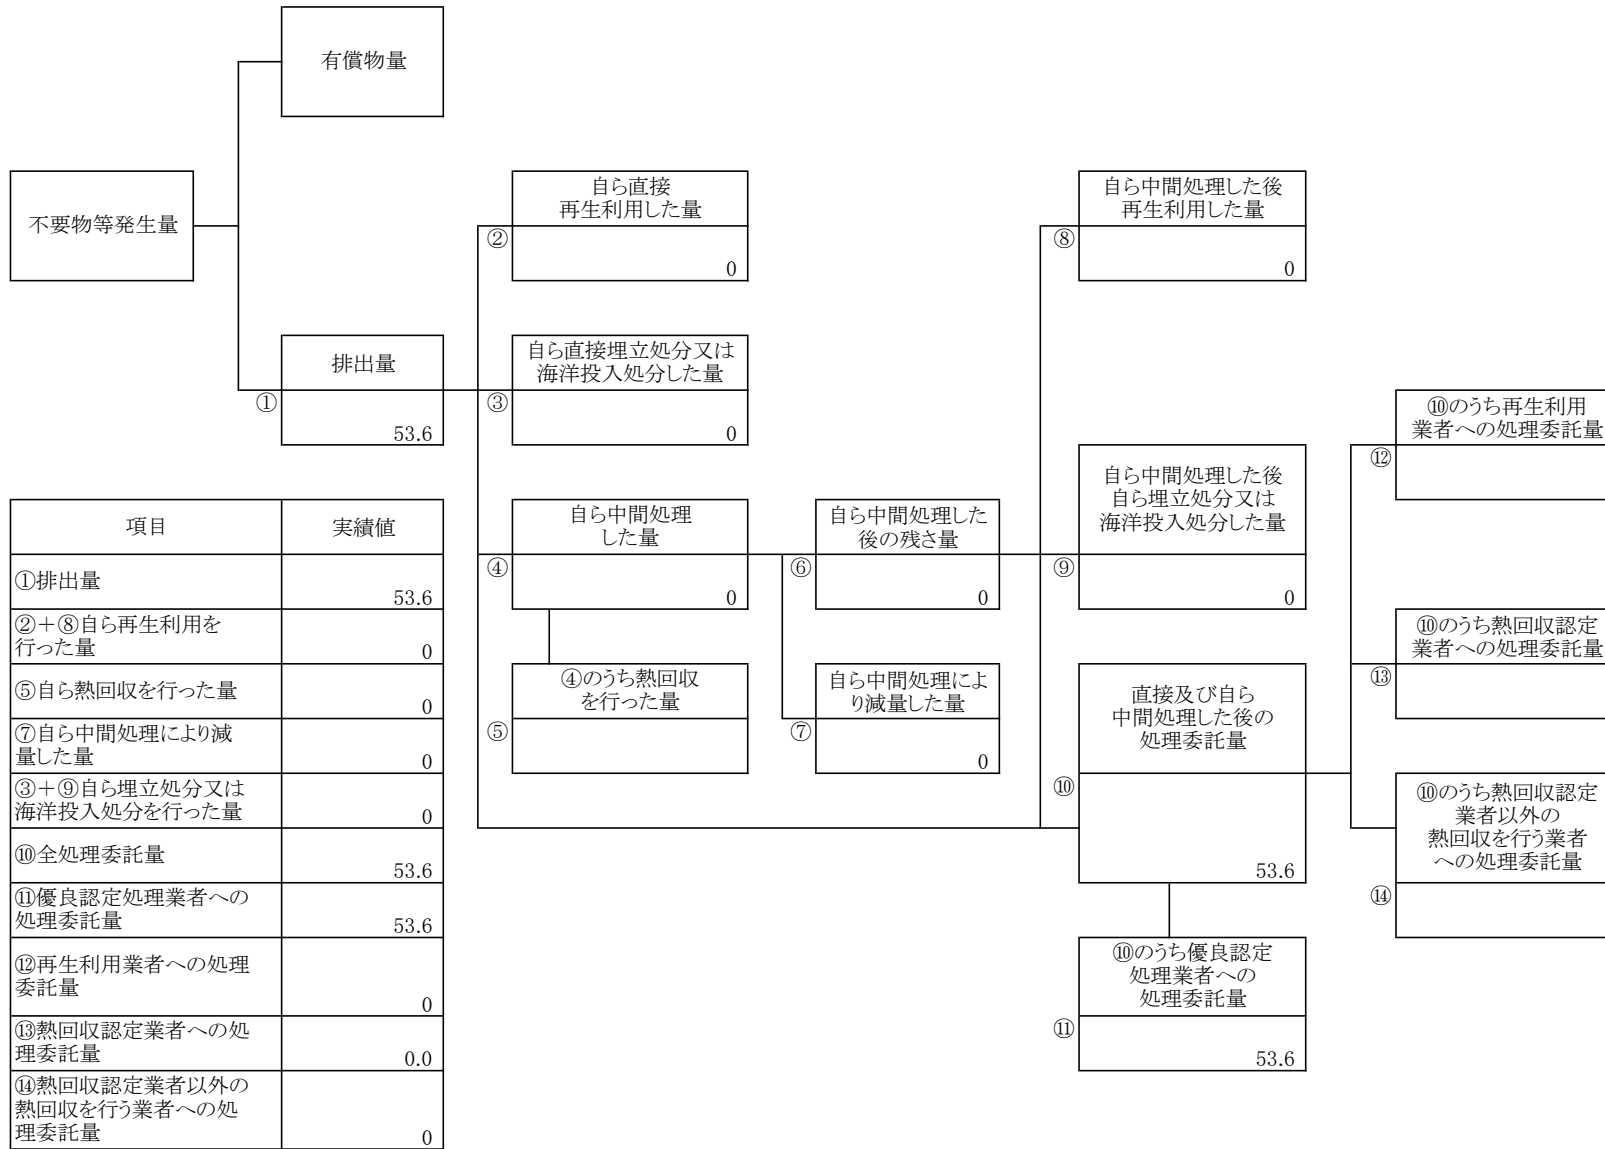 有償物量
不要物等発生量
自ら直接
再生利用した量
②
0
自ら中間処理した後
再生利用した量
⑧
0
排出量
①
53.6
自ら直接埋立処分又は
海洋投入処分した量
③
0
⑩のうち再生利用
業者への処理委託量
⑫
自ら中間処理
した量
④
0
自ら中間処理した
後の残さ量
⑥
0
自ら中間処理した後
自ら埋立処分又は
海洋投入処分した量
⑨
0
⑩のうち熱回収認定
業者への処理委託量
⑬
④のうち熱回収
を行った量
⑤
自ら中間処理によ
り減量した量
⑦
0
直接及び自ら
中間処理した後の
処理委託量
⑩
53.6
⑩のうち熱回収認定
業者以外の
熱回収を行う業者
への処理委託量
⑭
⑩のうち優良認定
処理業者への
処理委託量
⑪
53.6
項目 実績値
①排出量
53.6
②＋⑧自ら再生利用を
行った量
0
⑤自ら熱回収を行った量
0
⑦自ら中間処理により減
量した量
0
③＋⑨自ら埋立処分又は
海洋投入処分を行った量
0
⑩全処理委託量
53.6
⑪優良認定処理業者への
処理委託量
53.6
⑫再生利用業者への処理
委託量
0
⑬熱回収認定業者への処
理委託量
0.0
⑭熱回収認定業者以外の
熱回収を行う業者への処
理委託量
0